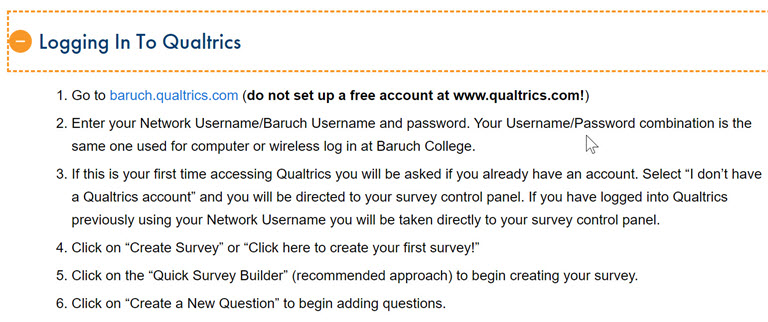 Logging In To Qualtrics
1. Go to baruch.qualtrics.com (do not set up a free account at www.qualtrics.com!)
2. Enter your Network Username/Baruch Username and password. Your Username/Password combination is the
same one used for computer or wireless log in at Baruch College.
3. If this is your first time accessing Qualtrics you will be asked if you already have an account. Select “I don’t have
a Qualtrics account” and you will be directed to your survey control panel. If you have logged into Qualtrics
previously using your Network Username you will be taken directly to your survey control panel.
4. Click on “Create Survey” or “Click here to create your first survey!”
5. Click on the “Quick Survey Builder” (recommended approach) to begin creating your survey.
6. Click on “Create a New Question” to begin adding questions.